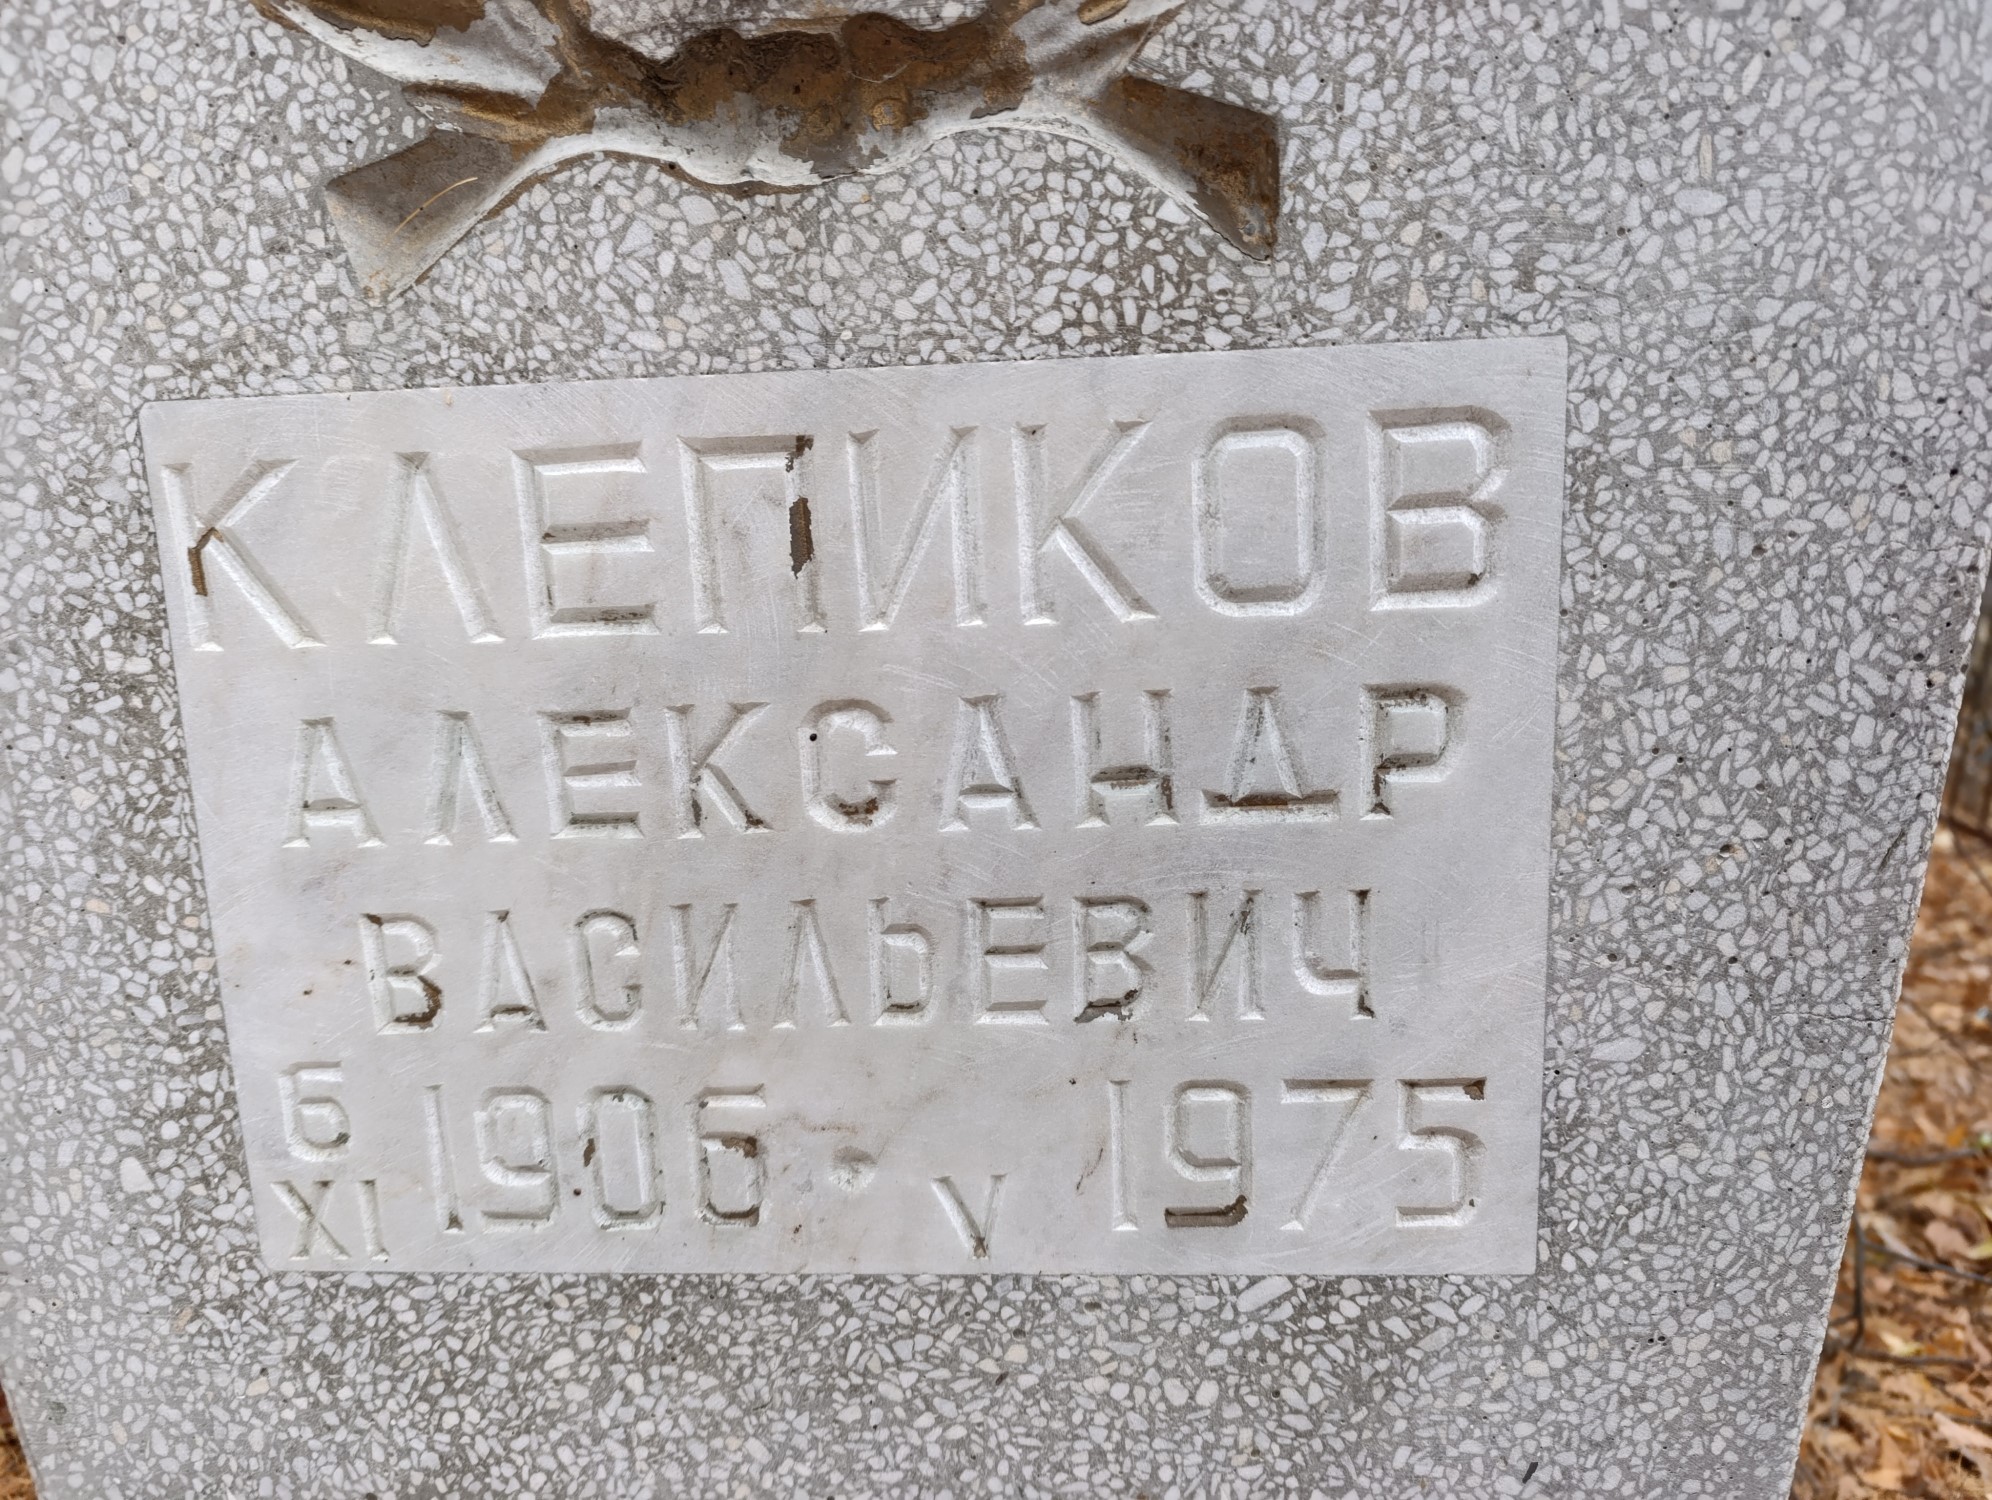 КЛЕПИКОВ
АЛЕКСАНДР
ВАСИЛЬЕВИЧ
6 XI 1906 · V 1975